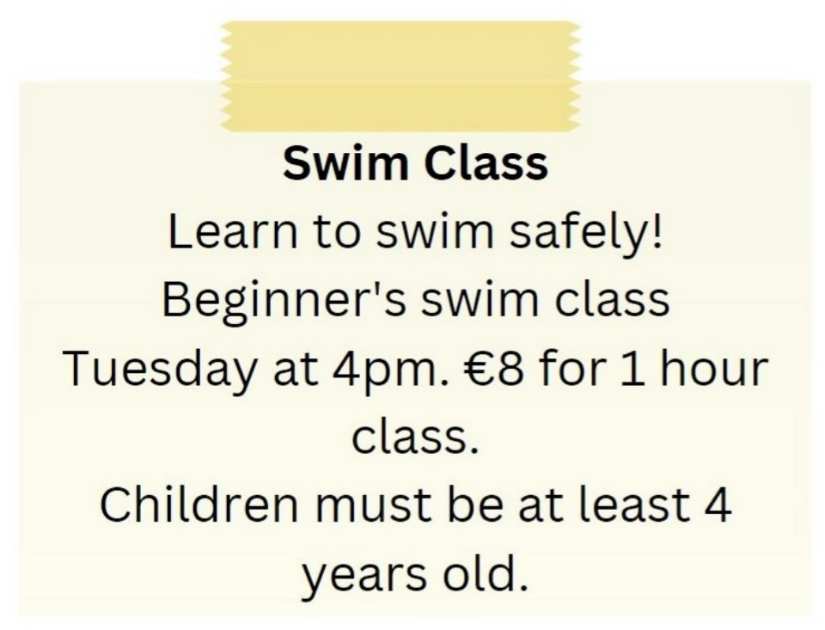 Swim Class
Learn to swim safely!
Beginner's swim class
Tuesday at 4pm. €8 for 1 hour
class.
Children must be at least 4
years old.